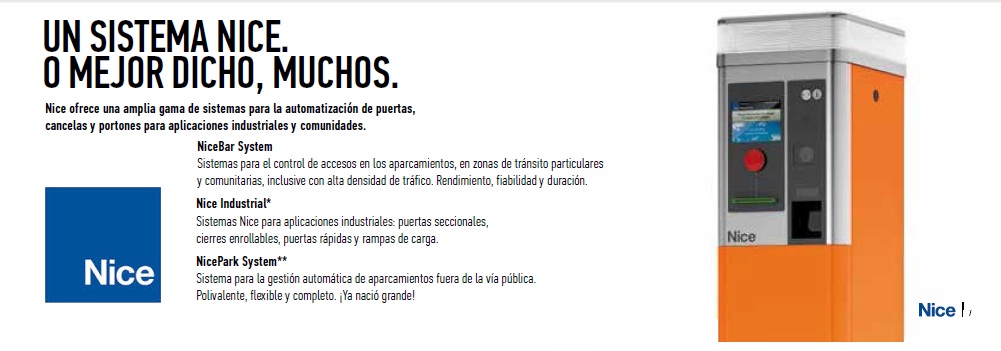 UN SISTEMA NICE.
O MEJOR DICHO, MUCHOS.
Nice ofrece una amplia gama de sistemas para la automatización de puertas,
cancelas y portones para aplicaciones industriales y comunidades.
NiceBar System
Sistemas para el control de accesos en los aparcamientos, en zonas de tránsito particulares
y comunitarias, inclusive con alta densidad de tráfico. Rendimiento, fiabilidad y duración.
Nice Industrial*
Sistemas Nice para aplicaciones industriales: puertas seccionales,
cierres enrollables, puertas rápidas y rampas de carga.
NicePark System**
Sistema para la gestión automática de aparcamientos fuera de la vía pública.
Polivalente, flexible y completo. ¡Ya nació grande!
Nice
Nice
Nice